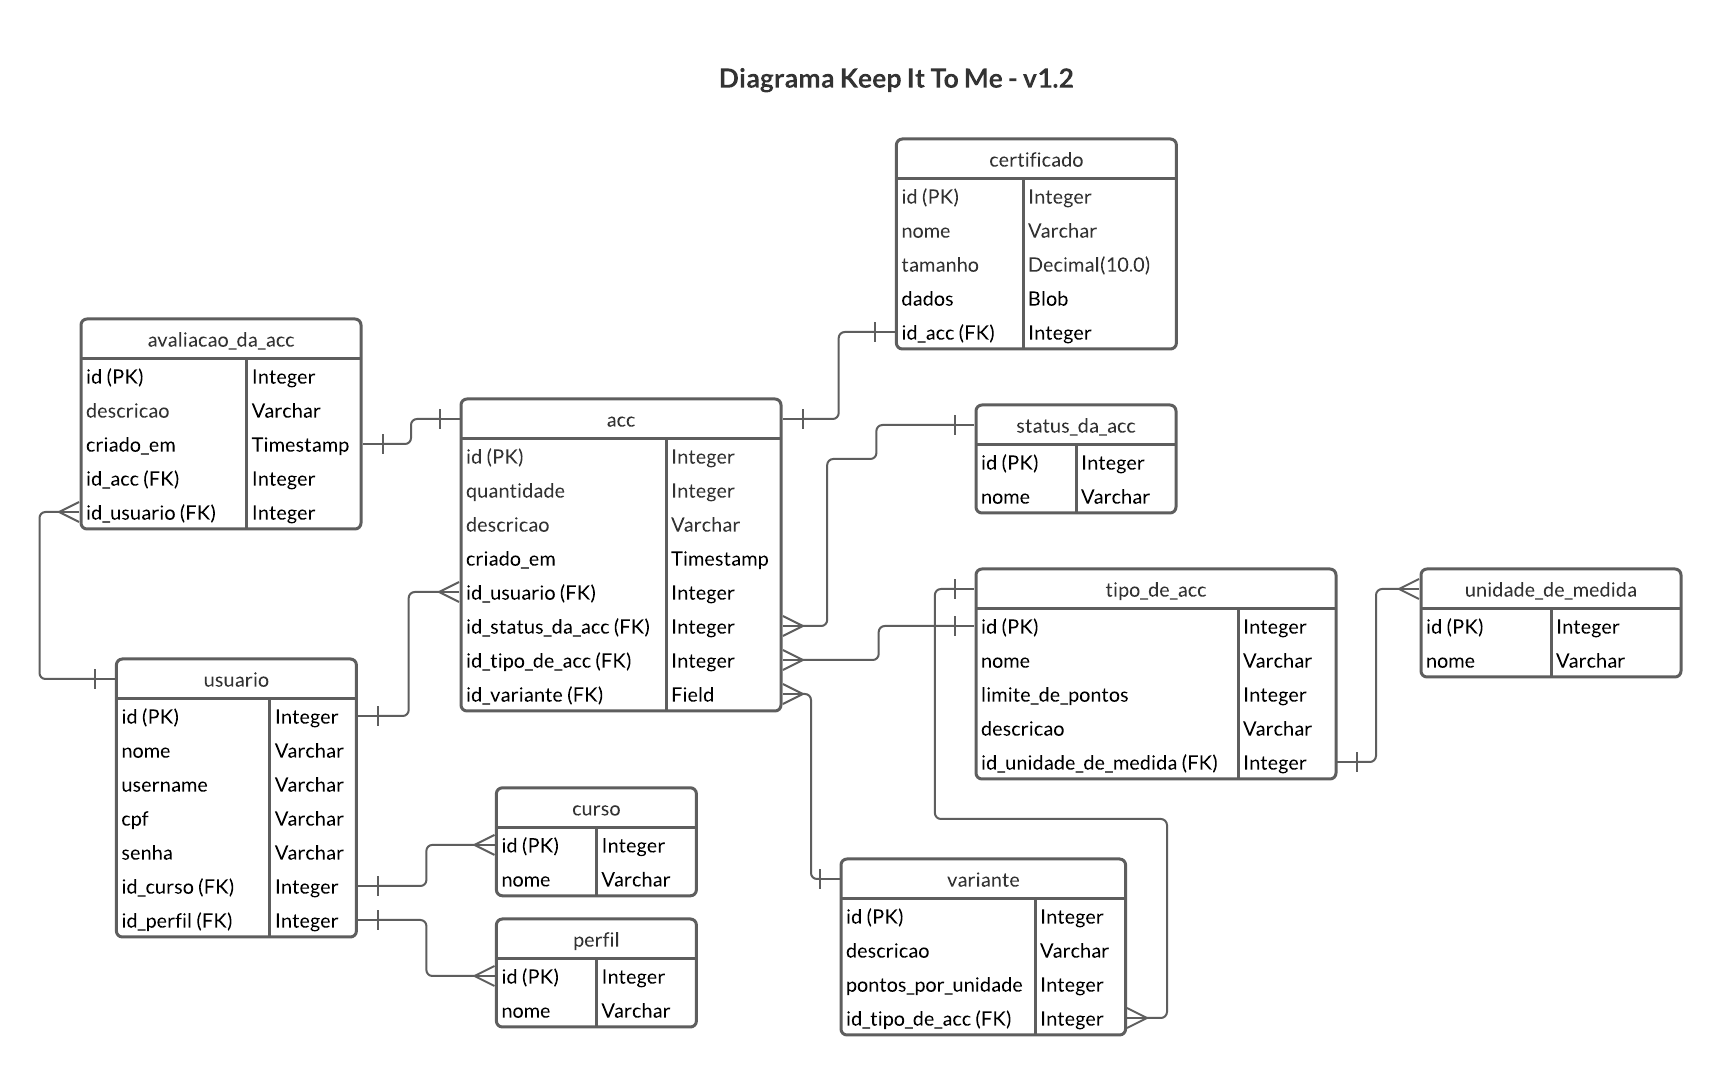 Diagrama Keep It To Me - v1.2
certificado
id (PK) Integer
nome Varchar
tamanho Decimal(10.0)
dados Blob
id_acc (FK) Integer
avaliacao_da_acc
id (PK) Integer
descricao Varchar
criado_em Timestamp
id_acc (FK) Integer
id_usuario (FK) Integer
acc
id (PK) Integer
quantidade Integer
descricao Varchar
criado_em Timestamp
id_usuario (FK) Integer
id_status_da_acc (FK) Integer
id_tipo_de_acc (FK) Integer
id_variante (FK) Field
status_da_acc
id (PK) Integer
nome Varchar
tipo_de_acc
id (PK) Integer
nome Varchar
limite_de_pontos Integer
descricao Varchar
id_unidade_de_medida (FK) Integer
unidade_de_medida
id (PK) Integer
nome Varchar
usuario
id (PK) Integer
nome Varchar
username Varchar
cpf Varchar
senha Varchar
id_curso (FK) Integer
id_perfil (FK) Integer
curso
id (PK) Integer
nome Varchar
perfil
id (PK) Integer
nome Varchar
variante
id (PK) Integer
descricao Varchar
pontos_por_unidade Integer
id_tipo_de_acc (FK) Integer